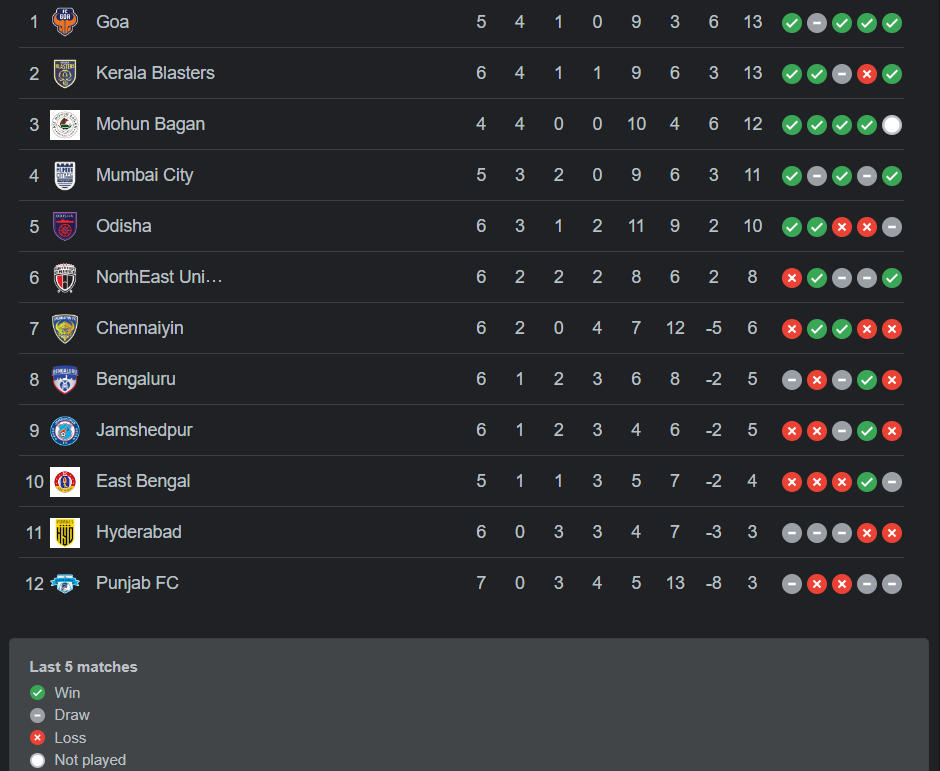 1 Goa 5 4 1 0 9 3 6 13
2 Kerala Blasters 6 4 1 1 9 6 3 13
3 Mohun Bagan 4 4 0 0 10 4 6 12
4 Mumbai City 5 3 2 0 9 6 3 11
5 Odisha 6 3 1 2 11 9 2 10
6 NorthEast Uni... 6 2 2 2 8 6 2 8
7 Chennaiyin 6 2 0 4 7 12 -5 6
8 Bengaluru 6 1 2 3 6 8 -2 5
9 Jamshedpur 6 1 2 3 4 6 -2 5
10 East Bengal 5 1 1 3 5 7 -2 4
11 Hyderabad 6 0 3 3 4 7 -3 3
12 Punjab FC 7 0 3 4 5 13 -8 3
Last 5 matches
Win
Draw
Loss
Not played